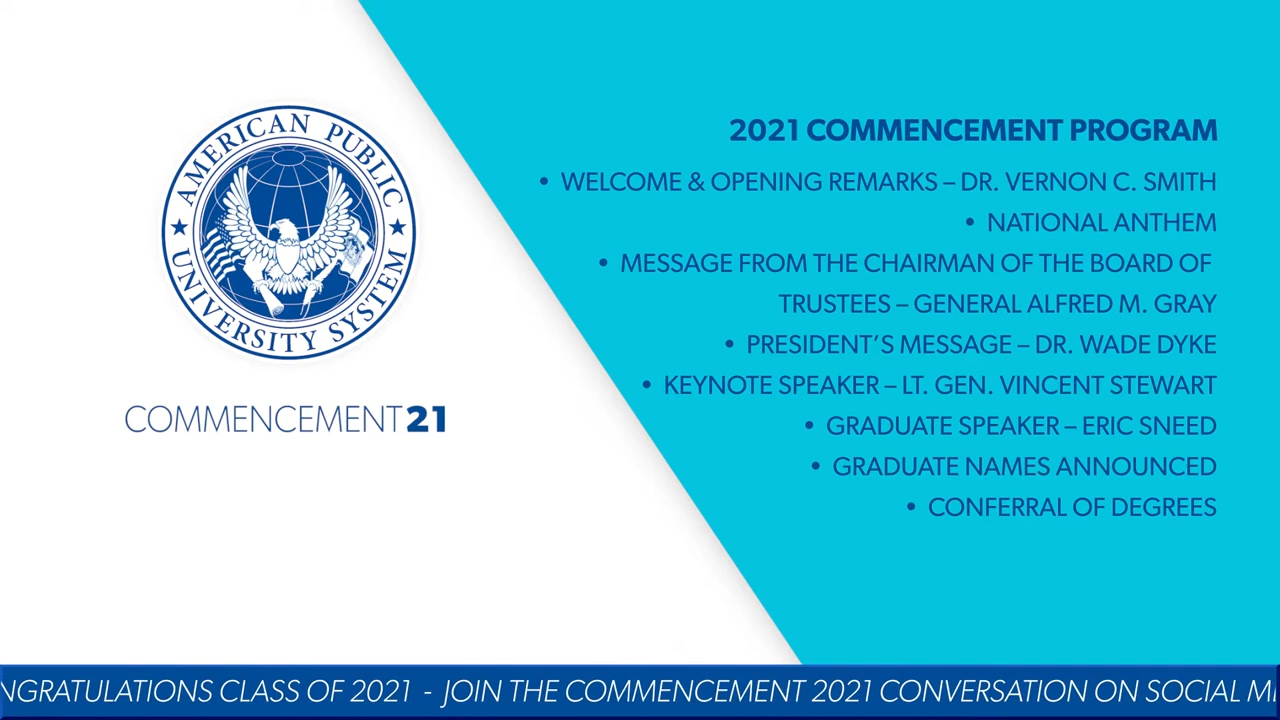 AMERICAN PUBLIC
UNIVERSITY SYSTEM
COMMENCEMENT21
2021 COMMENCEMENT PROGRAM
• WELCOME & OPENING REMARKS – DR. VERNON C. SMITH
• NATIONAL ANTHEM
• MESSAGE FROM THE CHAIRMAN OF THE BOARD OF
TRUSTEES – GENERAL ALFRED M. GRAY
• PRESIDENT'S MESSAGE – DR. WADE DYKE
• KEYNOTE SPEAKER – LT. GEN. VINCENT STEWART
• GRADUATE SPEAKER – ERIC SNEED
• GRADUATE NAMES ANNOUNCED
• CONFERRAL OF DEGREES
NGRATULATIONS CLASS OF 2021 - JOIN THE COMMENCEMENT 2021 CONVERSATION ON SOCIAL M